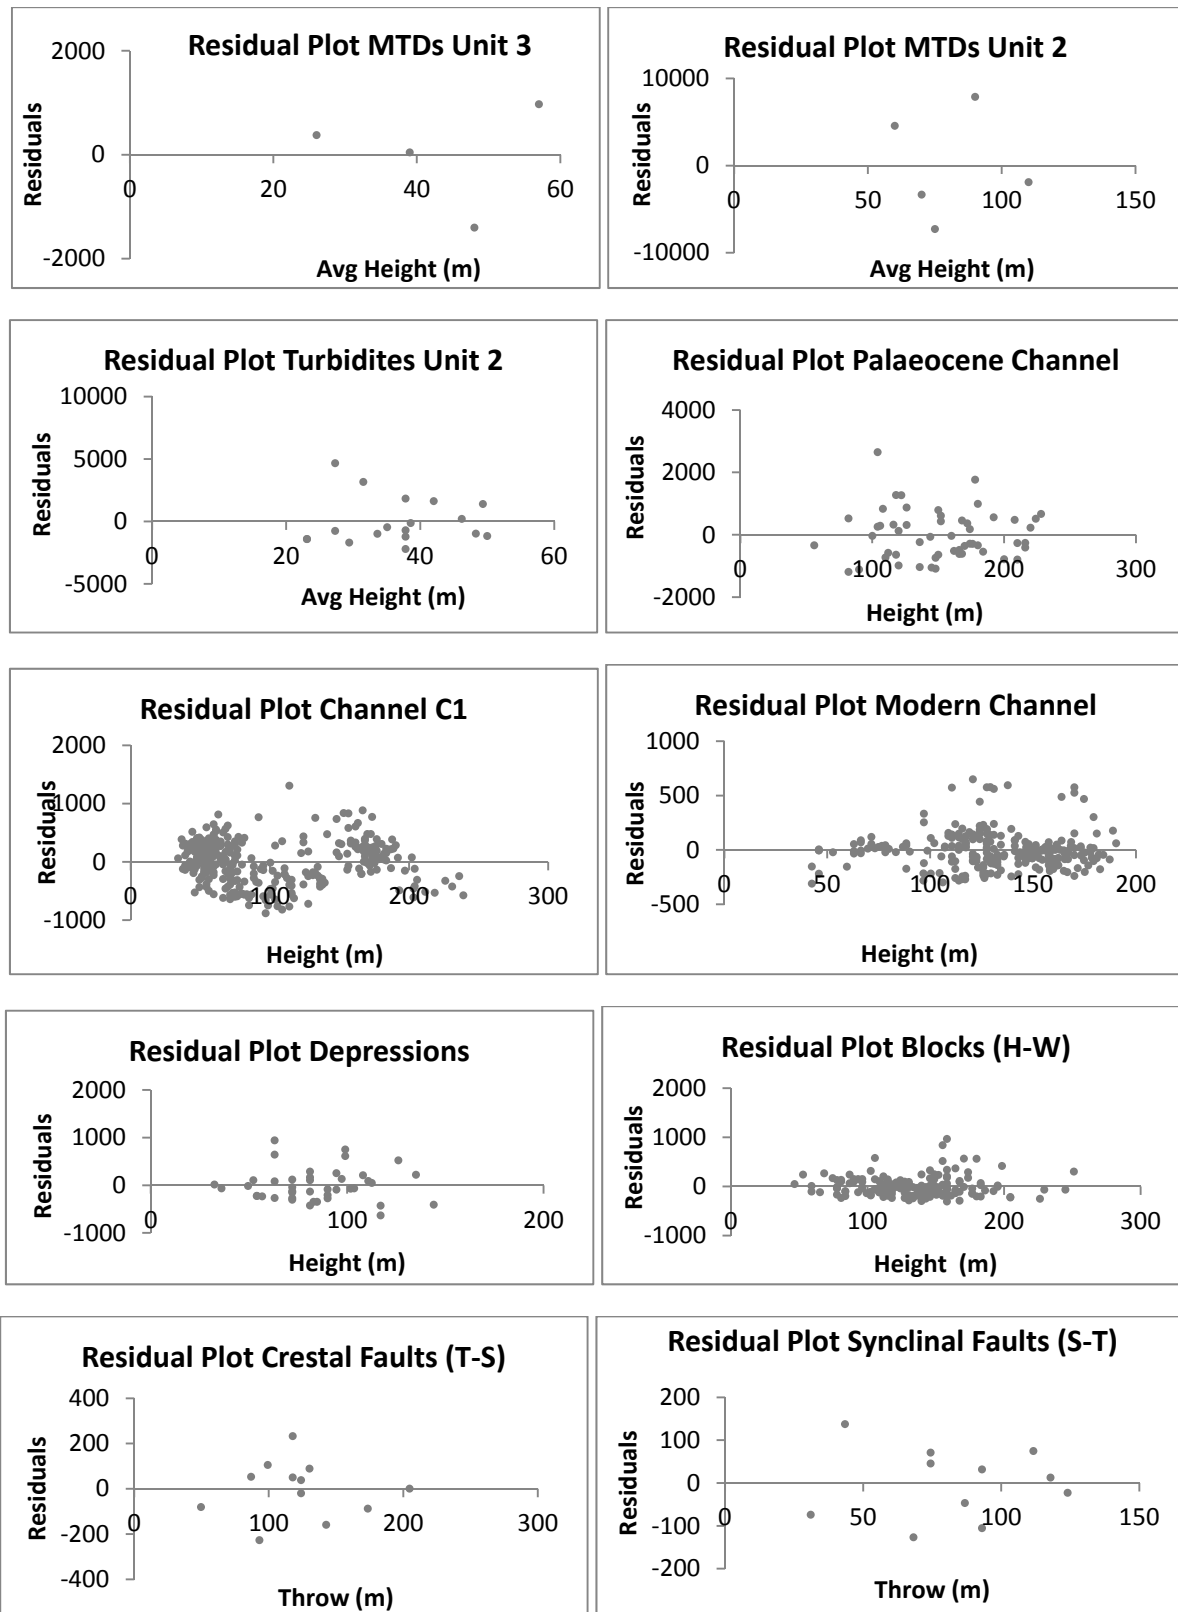 Residual Plot MTDs Unit 3
2000
0
-2000
0
20
40
60
Residuals
Avg Height (m)
Residual Plot MTDs Unit 2
10000
0
-10000
0
50
100
150
Residuals
Avg Height (m)
Residual Plot Turbidites Unit 2
10000
5000
0
-5000
0
20
40
60
Residuals
Avg Height (m)
Residual Plot Palaeocene Channel
4000
2000
0
-2000
0
100
200
300
Residuals
Height (m)
Residual Plot Channel C1
2000
1000
0
-1000
0
100
200
300
Residuals
Height (m)
Residual Plot Modern Channel
1000
500
0
-500
0
50
100
150
200
Residuals
Height (m)
Residual Plot Depressions
2000
1000
0
-1000
0
100
200
Residuals
Height (m)
Residual Plot Blocks (H-W)
2000
1000
0
-1000
0
100
200
300
Residuals
Height (m)
Residual Plot Crestal Faults (T-S)
400
200
0
-200
-400
0
100
200
300
Residuals
Throw (m)
Residual Plot Synclinal Faults (S-T)
200
100
0
-100
-200
0
50
100
150
Residuals
Throw (m)